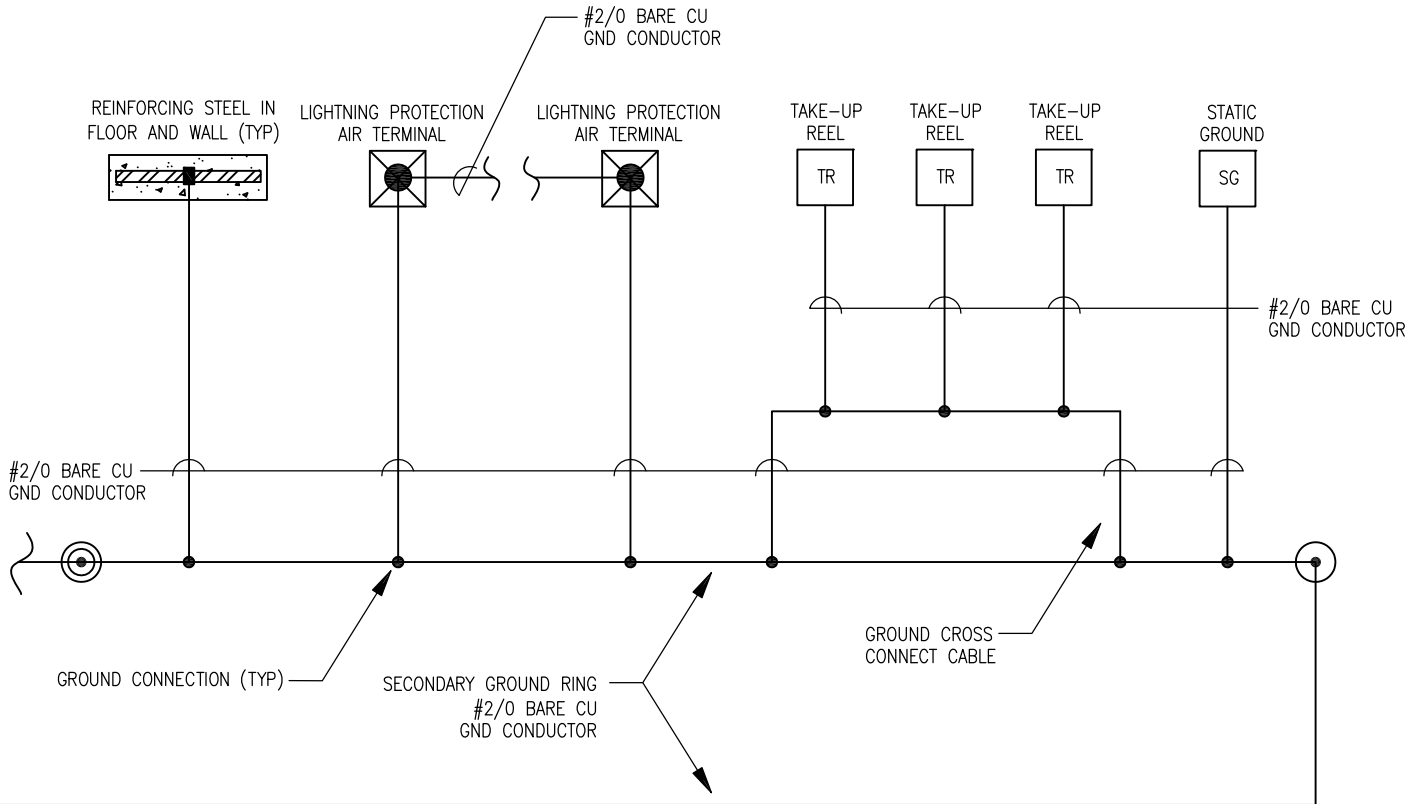 #2/0 BARE CU
GND CONDUCTOR
REINFORCING STEEL IN
FLOOR AND WALL (TYP)
LIGHTNING PROTECTION
AIR TERMINAL
LIGHTNING PROTECTION
AIR TERMINAL
TAKE-UP
REEL
TAKE-UP
REEL
TAKE-UP
REEL
STATIC
GROUND
TR
TR
TR
SG
#2/0 BARE CU
GND CONDUCTOR
#2/0 BARE CU
GND CONDUCTOR
GROUND CONNECTION (TYP)
SECONDARY GROUND RING
#2/0 BARE CU
GND CONDUCTOR
GROUND CROSS
CONNECT CABLE